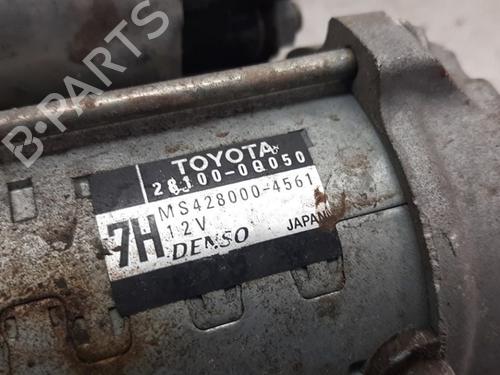 B-PARTS
TOYOTA
28100-0Q050
MS428000-4561
7H
12V
JAPAN
DENSO